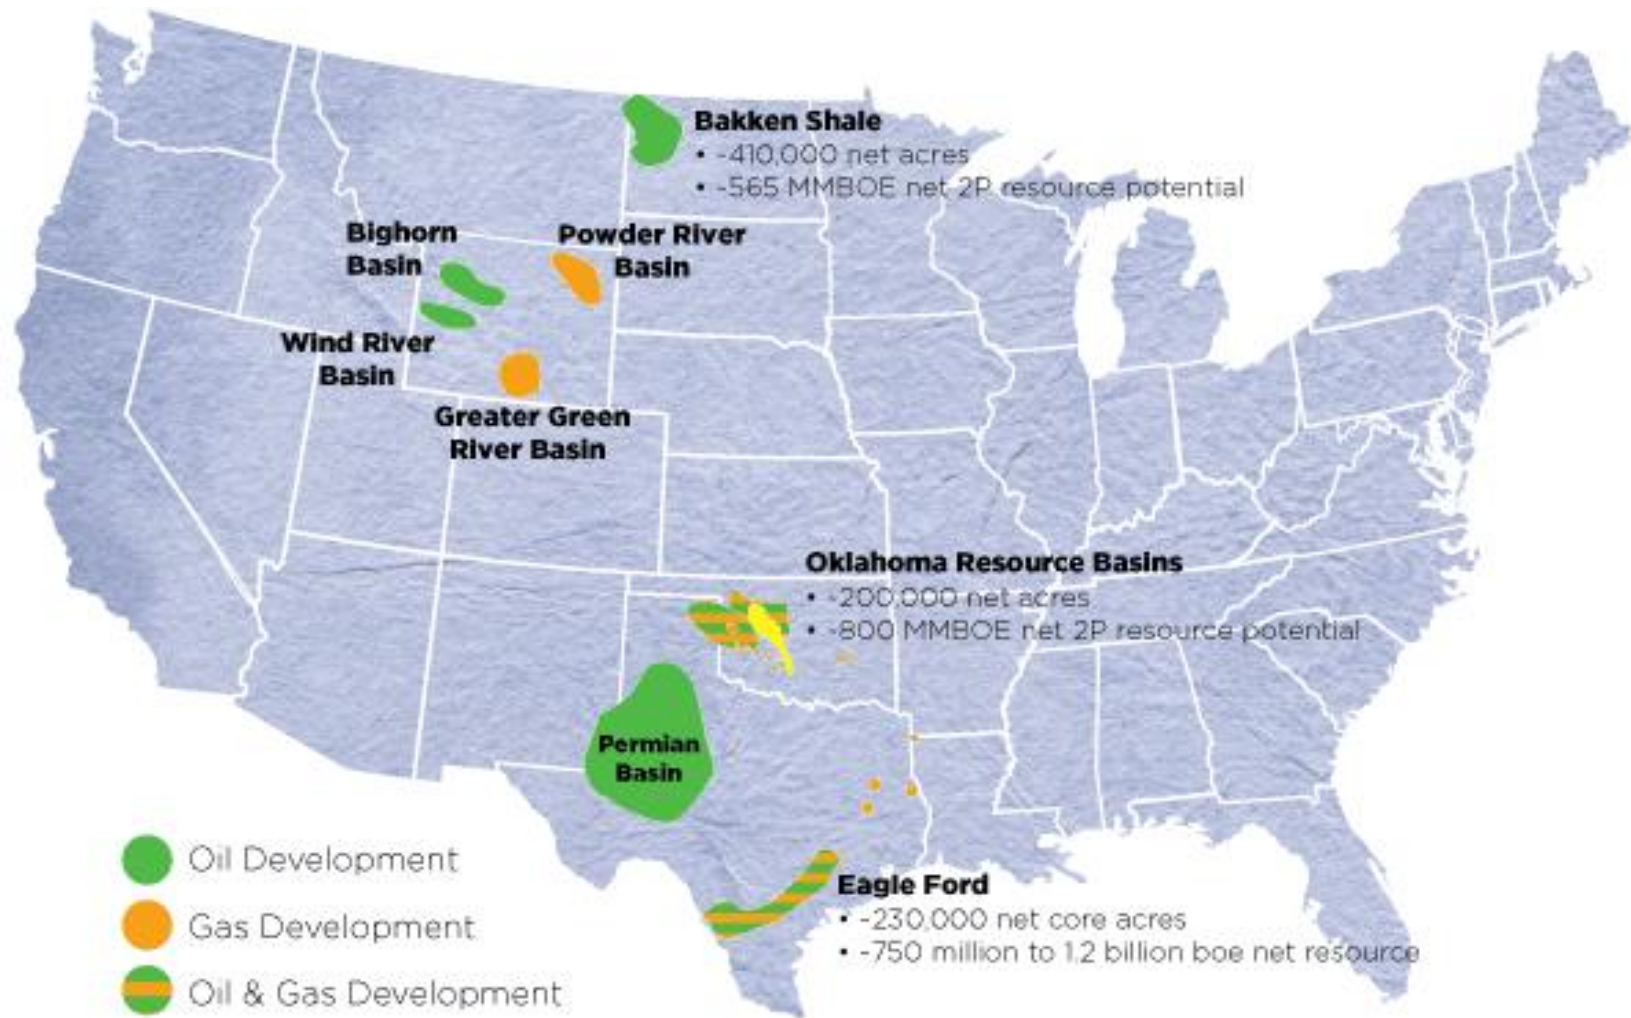 Bakken Shale
• ~410,000 net acres
• ~565 MMBOE net 2P resource potential
Bighorn
Basin
Powder River
Basin
Wind River
Basin
Greater Green
River Basin
Oklahoma Resource Basins
• ~200,000 net acres
• ~800 MMBOE net 2P resource potential
Permian
Basin
Eagle Ford
• ~230,000 net core acres
• ~750 million to 1.2 billion boe net resource
Oil Development
Gas Development
Oil & Gas Development